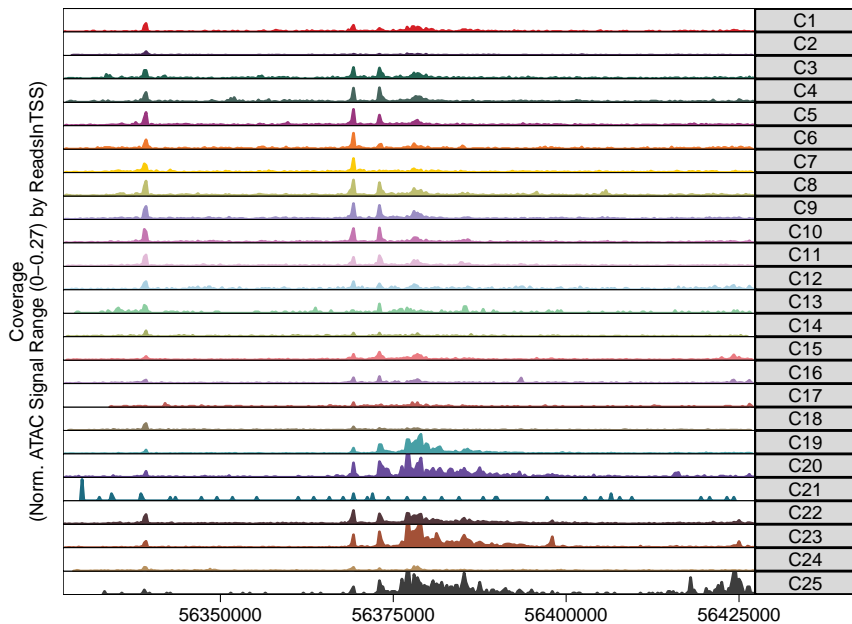 Coverage
(Norm. ATAC Signal Range (0–0.27) by ReadsInTSS)
C1
C2
C3
C4
C5
C6
C7
C8
C9
C10
C11
C12
C13
C14
C15
C16
C17
C18
C19
C20
C21
C22
C23
C24
C25
56350000 56375000 56400000 56425000